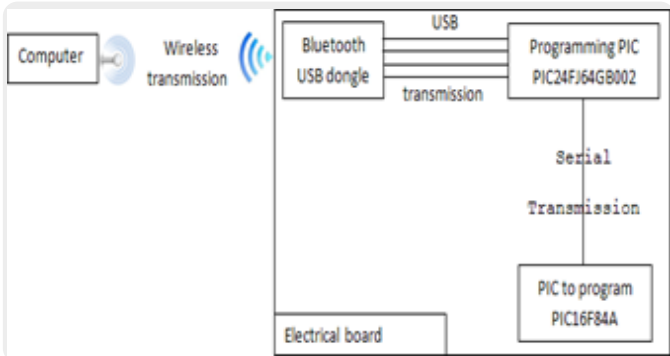 Computer
Wireless
transmission
Bluetooth
USB dongle
USB
transmission
Programming PIC
PIC24FJ64GB002
Serial
Transmission
PIC to program
PIC16F84A
Electrical board